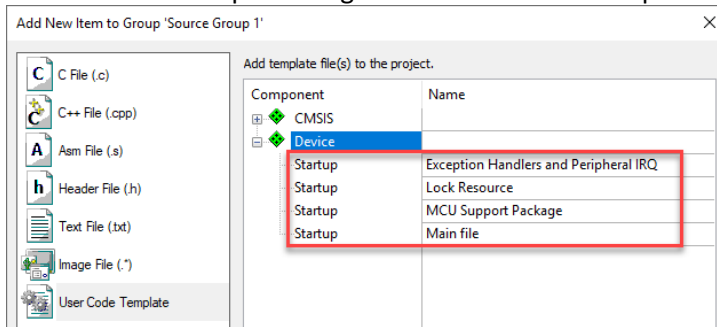 Add New Item to Group 'Source Group 1'
Add template file(s) to the project.
C File (.c)
C++ File (.cpp)
Asm File (.s)
Header File (.h)
Text File (.txt)
Image File (.*)
User Code Template
Component Name
CMSIS
Device
Startup Exception Handlers and Peripheral IRQ
Startup Lock Resource
Startup MCU Support Package
Startup Main file